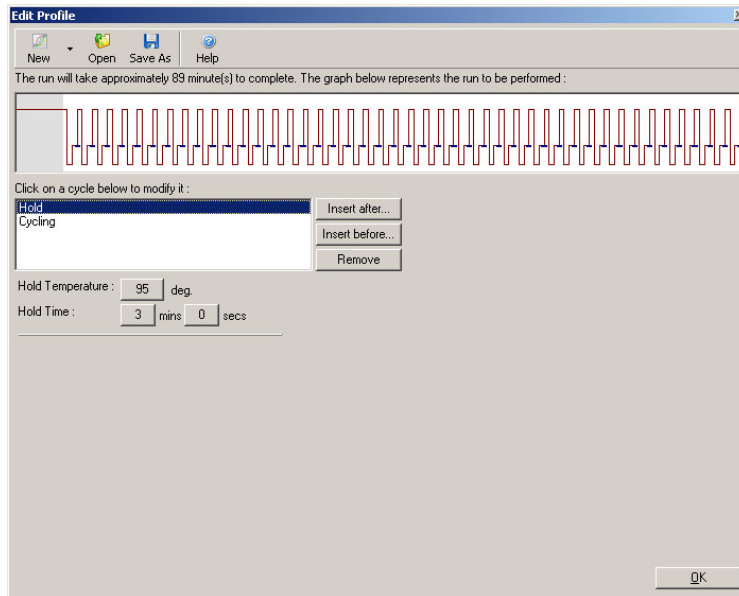 Edit Profile
New Open Save As Help
The run will take approximately 89 minute(s) to complete. The graph below represents the run to be performed :
Click on a cycle below to modify it :
Hold
Cycling
Insert after...
Insert before...
Remove
Hold Temperature : 95 deg.
Hold Time : 3 mins 0 secs
OK